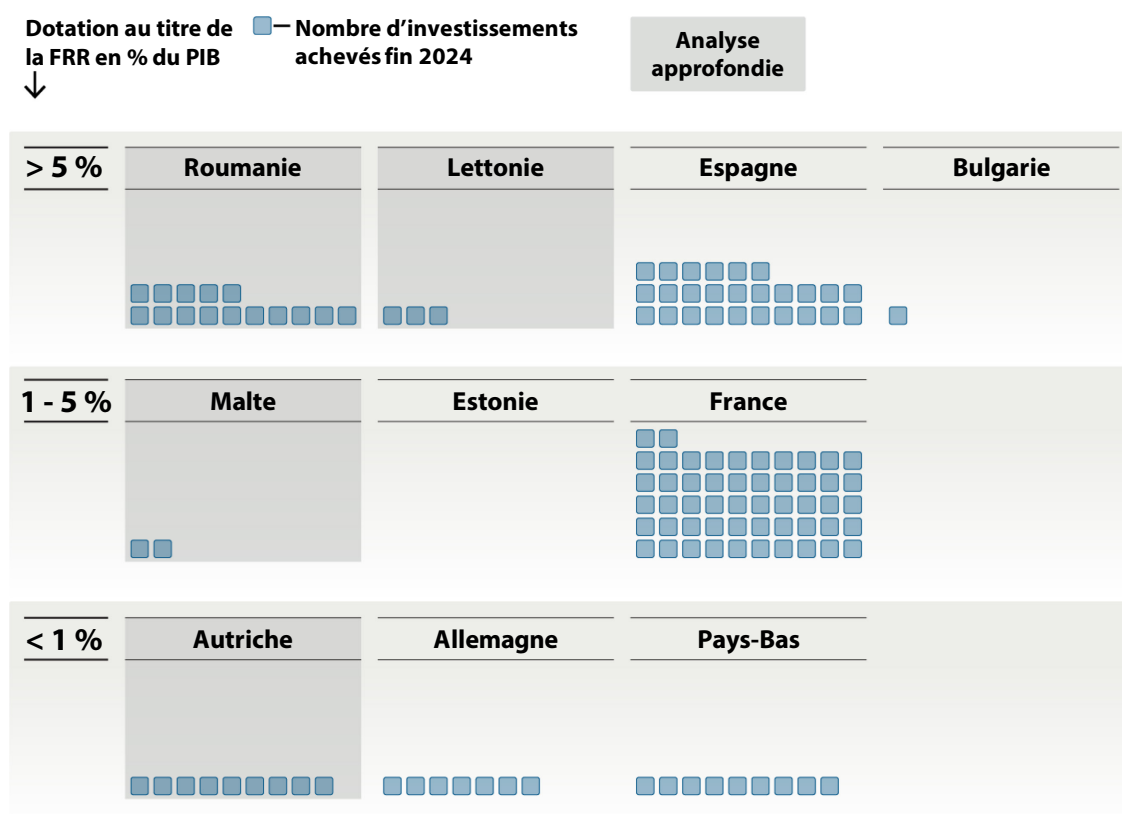 Dotation au titre de
la FRR en % du PIB
Nombre d’investissements
achevés fin 2024
Analyse
approfondie
> 5 %
Roumanie
Lettonie
Espagne
Bulgarie
1 - 5 %
Malte
Estonie
France
< 1 %
Autriche
Allemagne
Pays-Bas